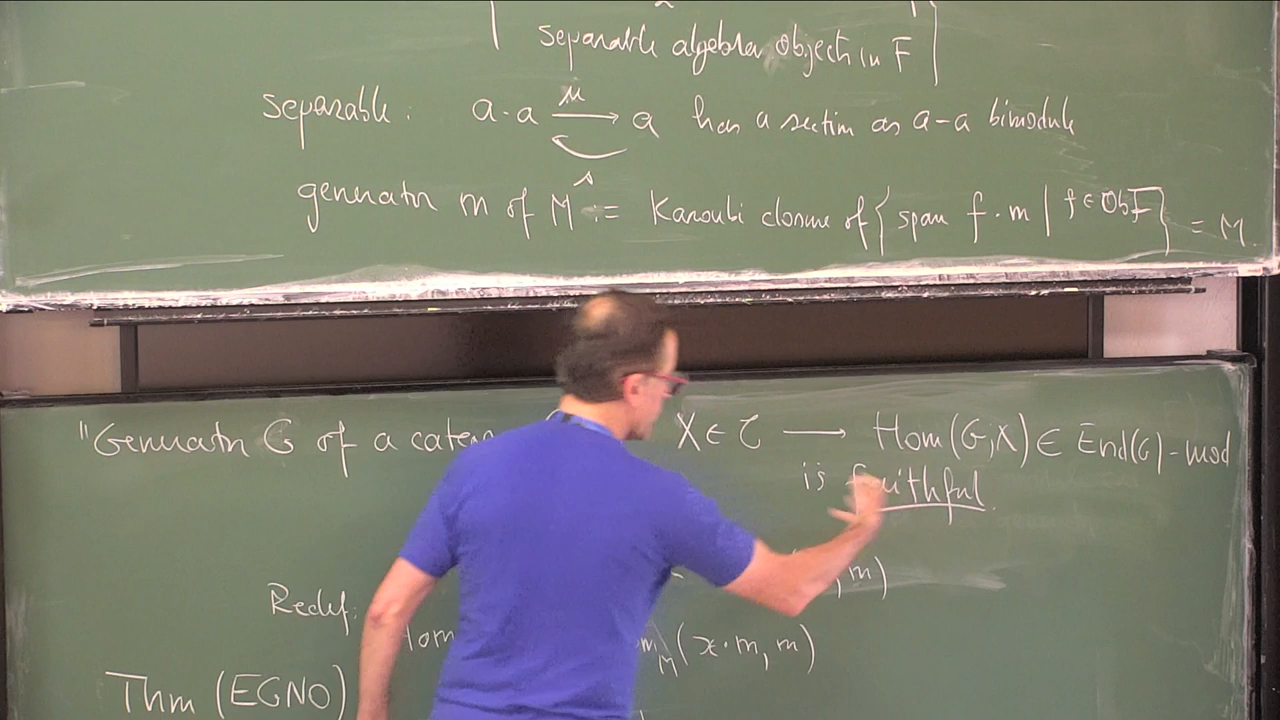 separable algebra objects in F
separable: a·a →μ a has a section as a-a bimodule
s
generator m of M := Karoubi closure of { span f·m | f ∈ Ob F } = M
"Generator G of a categ X ∈ C ⟶ Hom(G,X) ∈ End(G)-mod
is faithful.
Redef: , m)
Hom M (x·m, m)
Thm (EGNO)